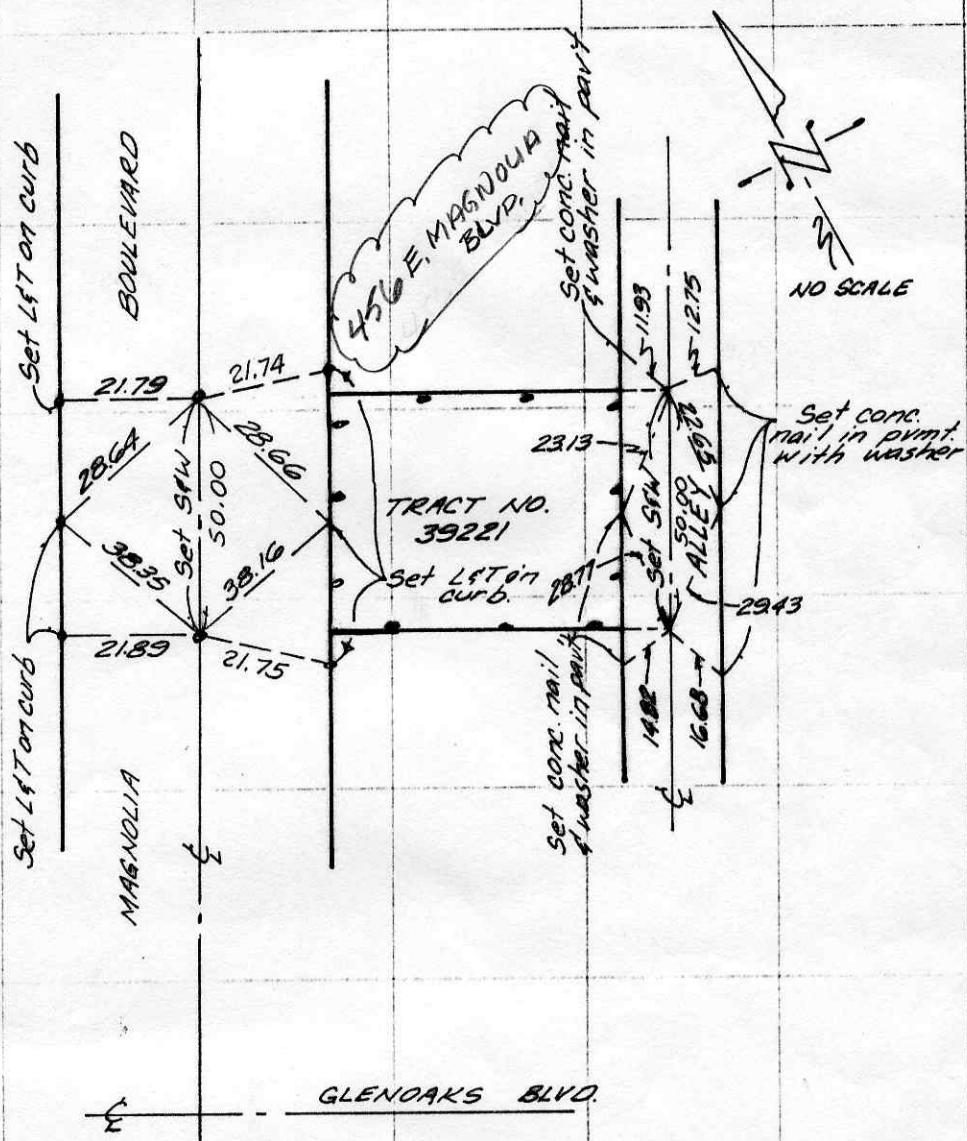 Set L&T on curb
BOULEVARD
456 E. MAGNOLIA
BLVD.
Set conc. nail
& washer in pav't
N
NO SCALE
11.93
12.75
21.79
21.74
28.64
28.66
Set S&W
50.00
38.35
38.16
21.89
21.75
TRACT NO.
39221
Set L&T on
curb.
23.13
28.77
Set S&W
50.00
ALLEY
22.65
Set conc.
nail in pvmt.
with washer
29.43
14.82
16.68
Set conc. nail
& washer in pav't
Set L&T on curb
MAGNOLIA
GLENOAKS BLVD.